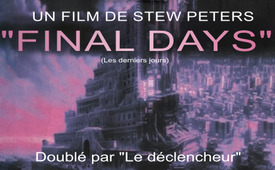 UN FILM DE STEW PETERS
"FINAL DAYS"
(Les derniers jours)
Doublé par "Le déclencheur"